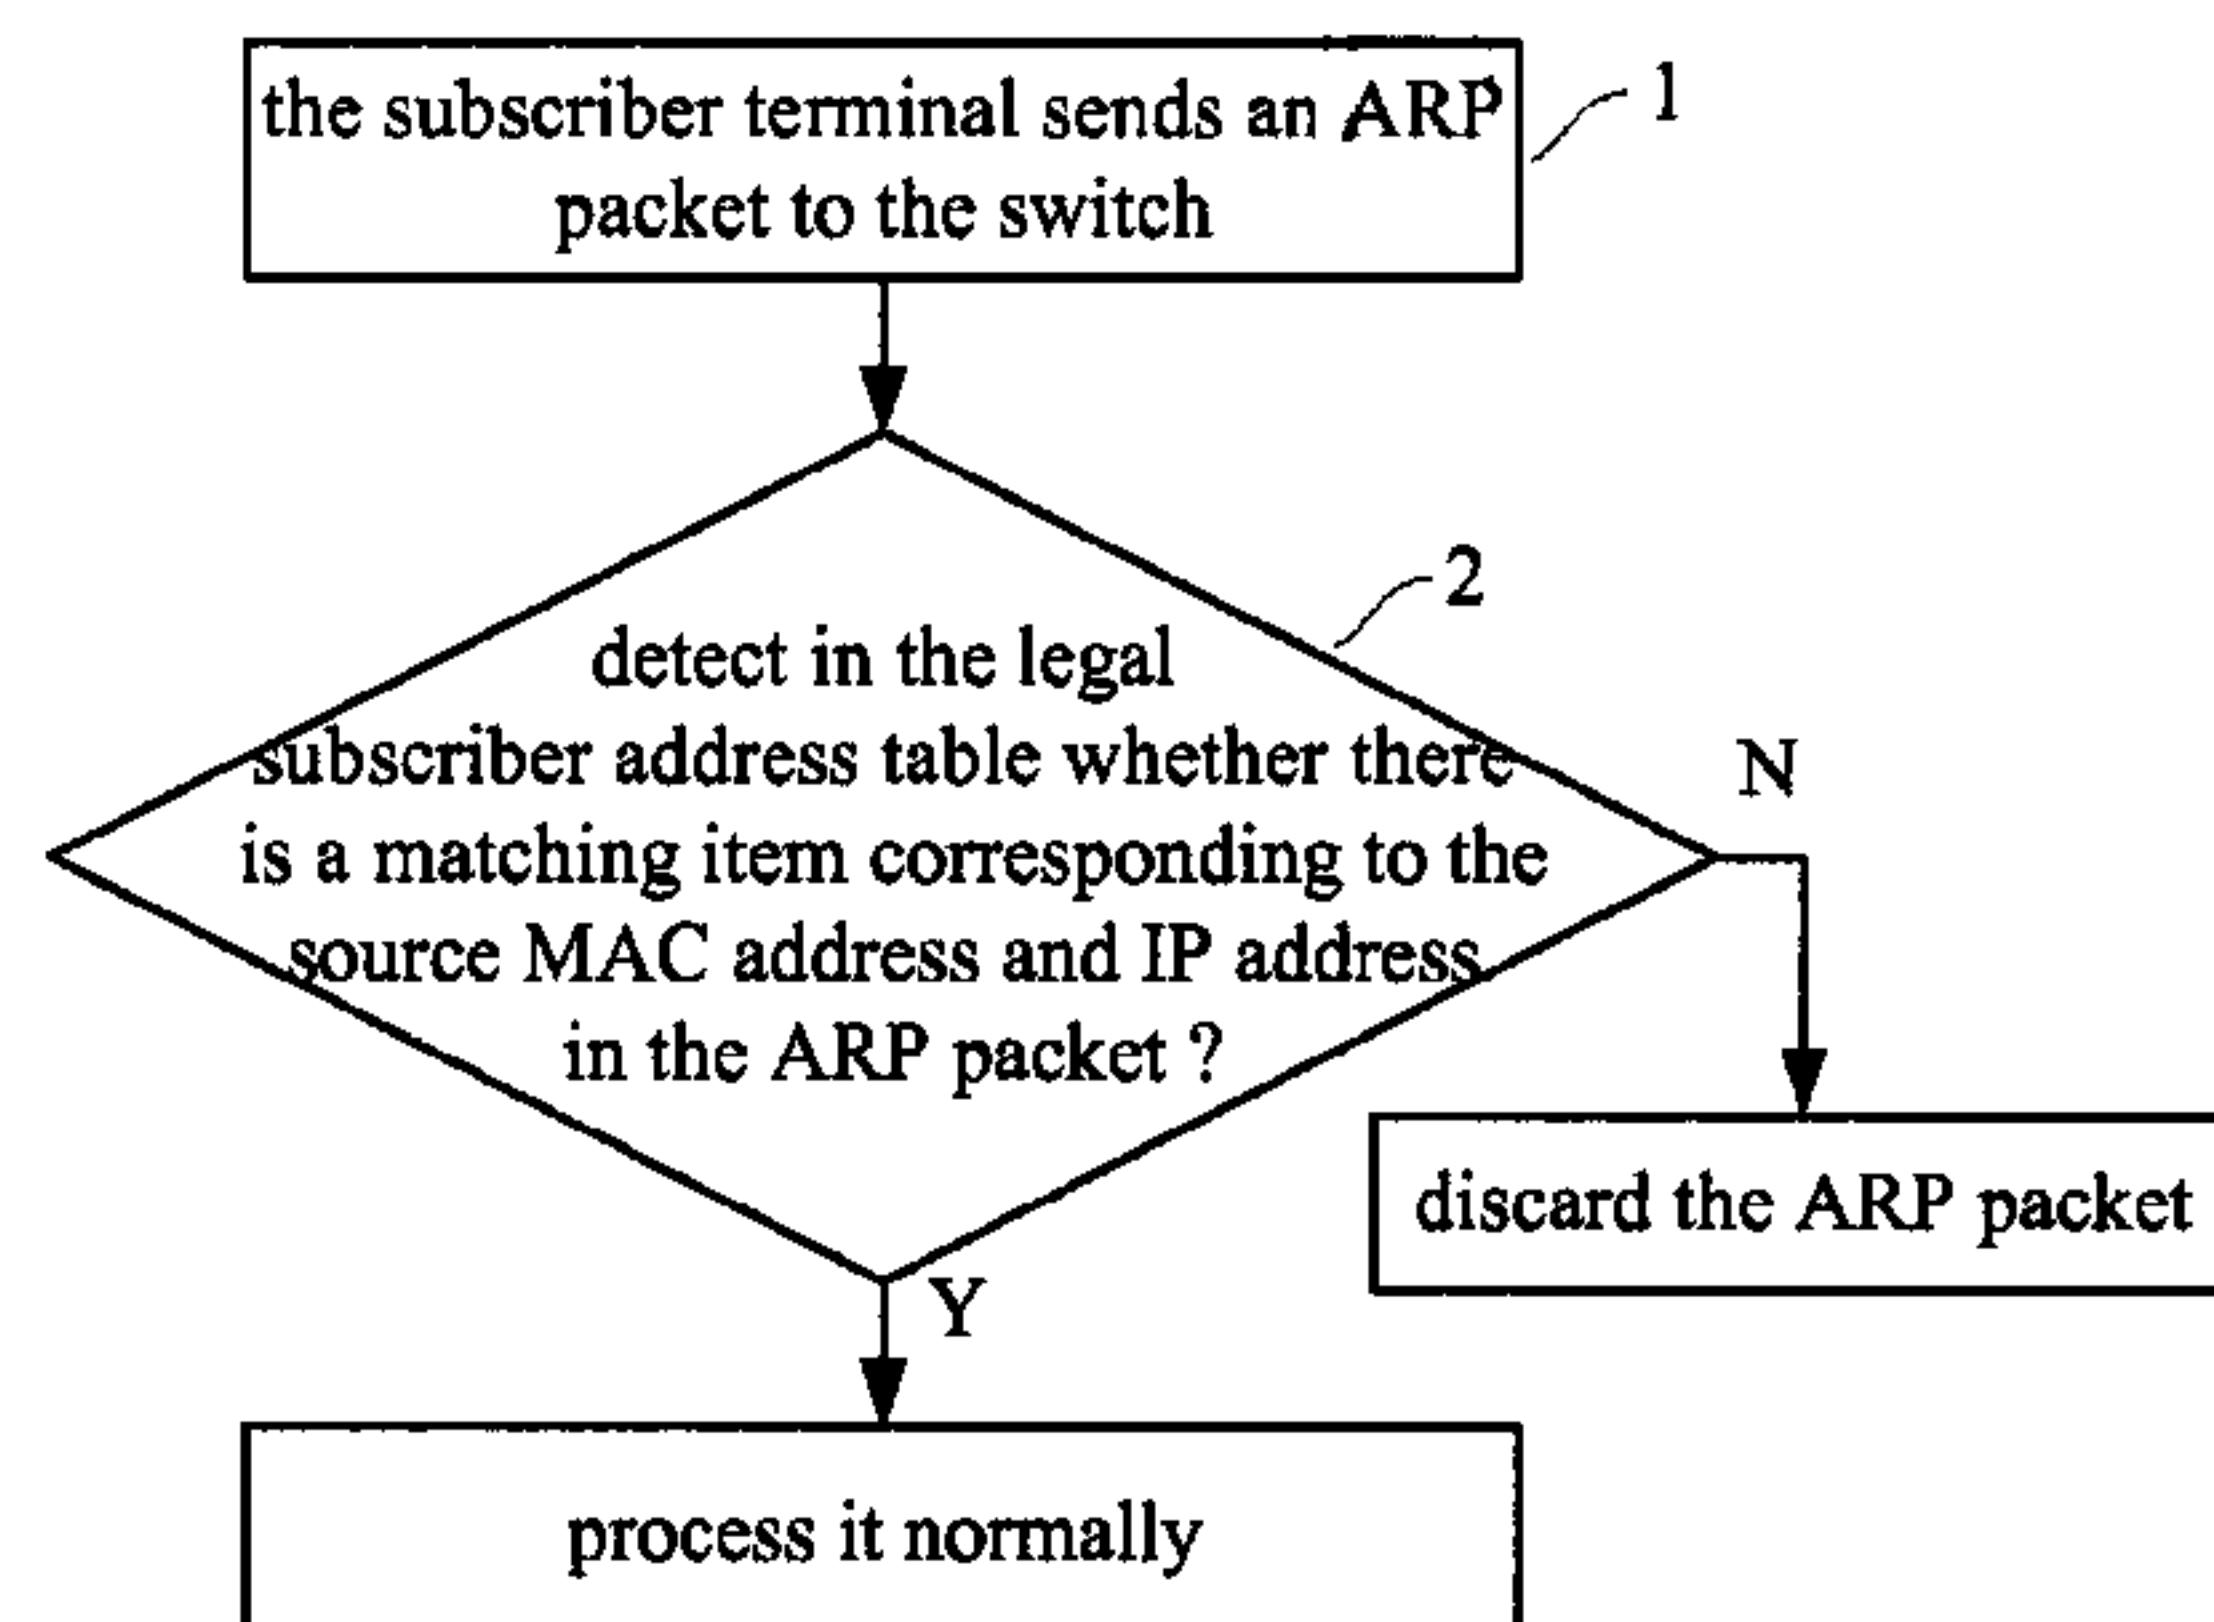 the subscriber terminal sends an ARP
packet to the switch
1
2
detect in the legal
subscriber address table whether there
is a matching item corresponding to the
source MAC address and IP address
in the ARP packet ?
N
discard the ARP packet
Y
process it normally